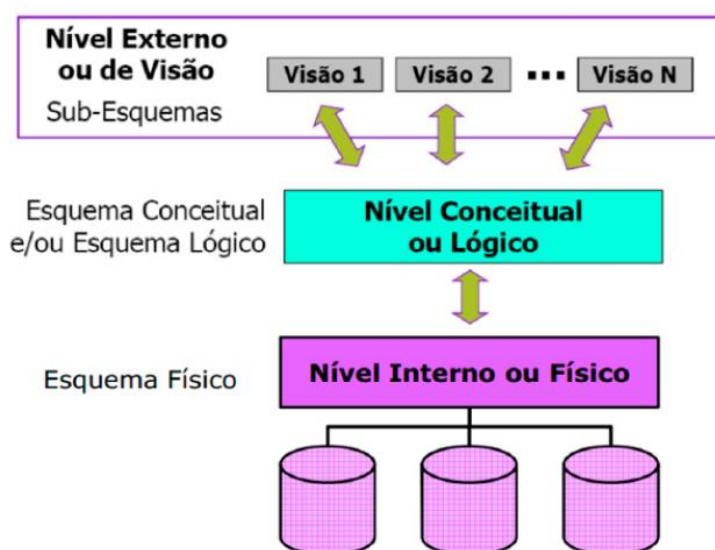 Nível Externo
ou de Visão
Sub-Esquemas
Visão 1
Visão 2
...
Visão N
Esquema Conceitual
e/ou Esquema Lógico
Nível Conceitual
ou Lógico
Esquema Físico
Nível Interno ou Físico